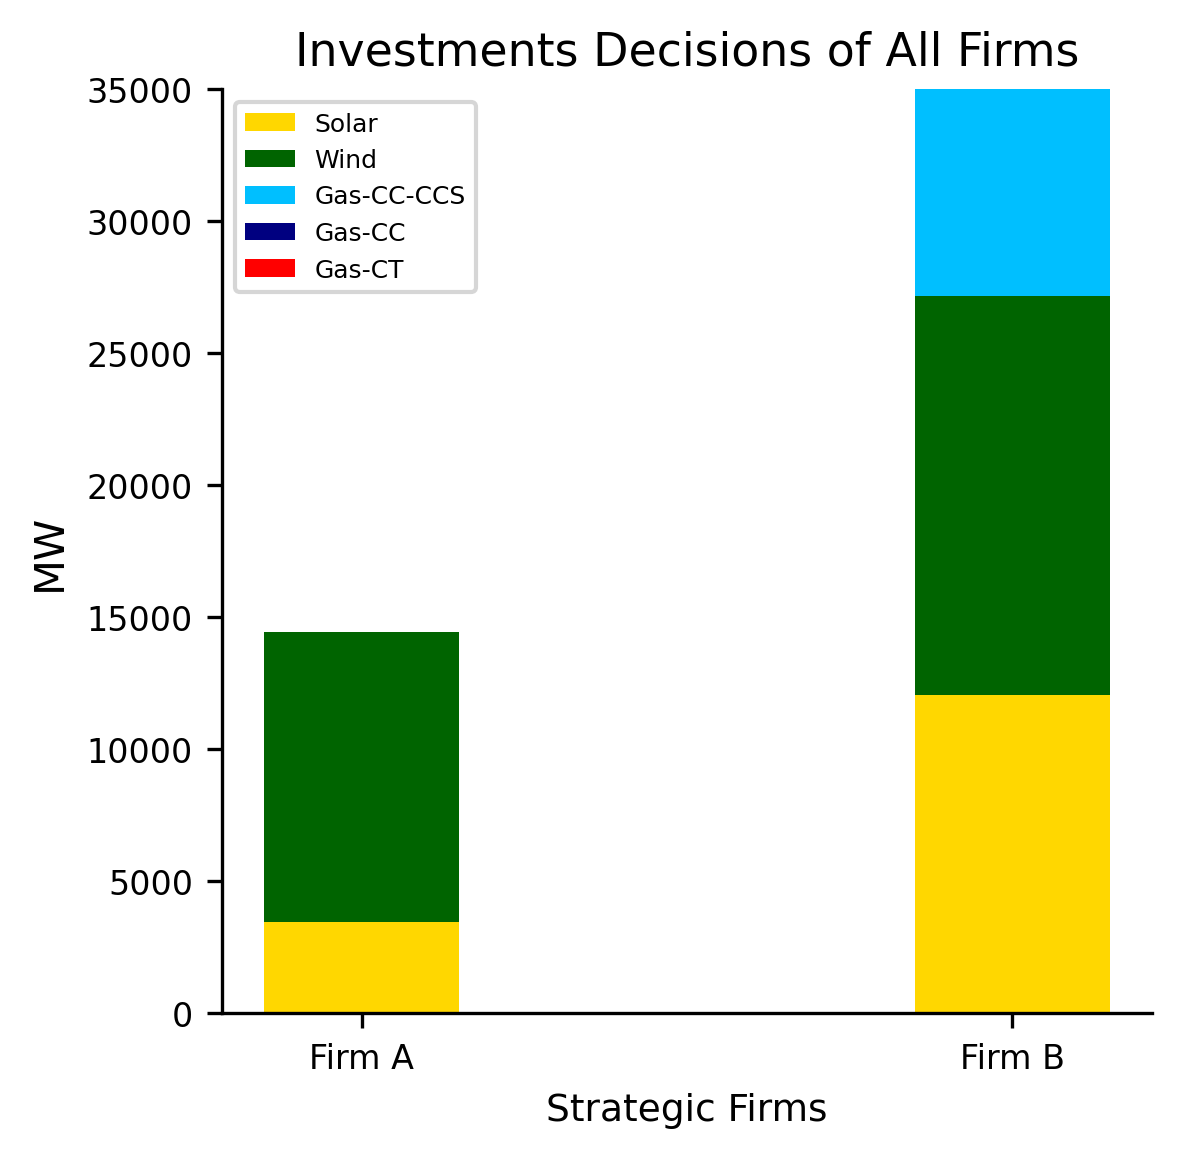 Investments Decisions of All Firms
35000
30000
25000
20000
15000
10000
5000
0
MW
Solar
Wind
Gas-CC-CCS
Gas-CC
Gas-CT
Firm A
Firm B
Strategic Firms